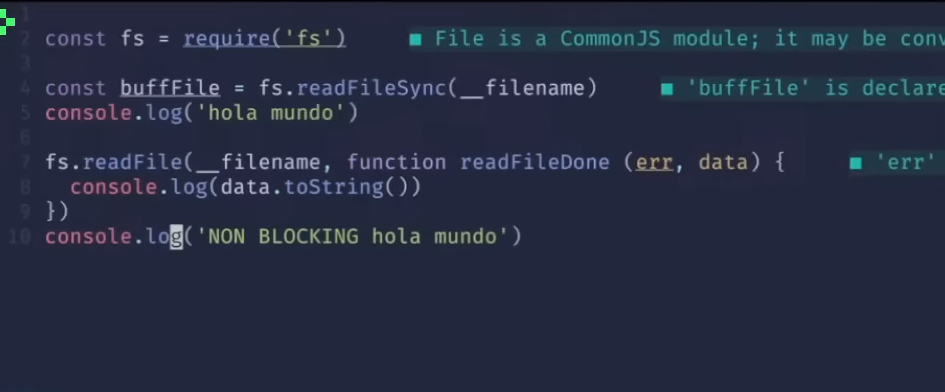 1
2 const fs = require('fs') ■ File is a CommonJS module; it may be conv
3
4 const buffFile = fs.readFileSync(__filename) ■ 'buffFile' is declare
5 console.log('hola mundo')
6
7 fs.readFile(__filename, function readFileDone (err, data) { ■ 'err'
8 console.log(data.toString())
9 })
10 console.log('NON BLOCKING hola mundo')